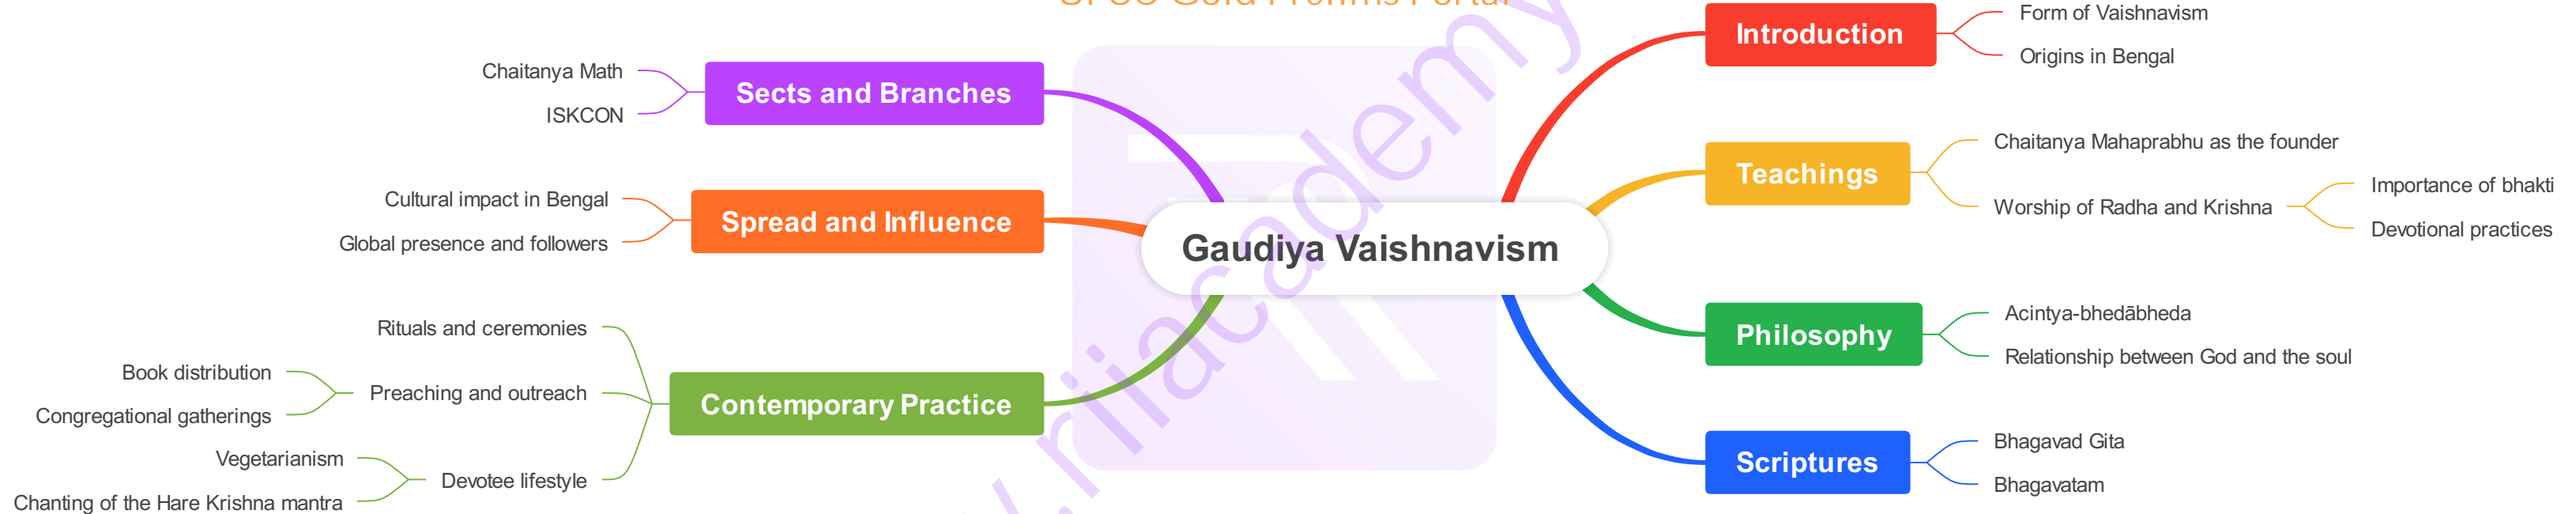 Gaudiya Vaishnavism
Introduction
Form of Vaishnavism
Origins in Bengal
Teachings
Chaitanya Mahaprabhu as the founder
Worship of Radha and Krishna
Importance of bhakti
Devotional practices
Philosophy
Acintya-bhedābheda
Relationship between God and the soul
Scriptures
Bhagavad Gita
Bhagavatam
Sects and Branches
Chaitanya Math
ISKCON
Spread and Influence
Cultural impact in Bengal
Global presence and followers
Contemporary Practice
Rituals and ceremonies
Preaching and outreach
Book distribution
Congregational gatherings
Devotee lifestyle
Vegetarianism
Chanting of the Hare Krishna mantra